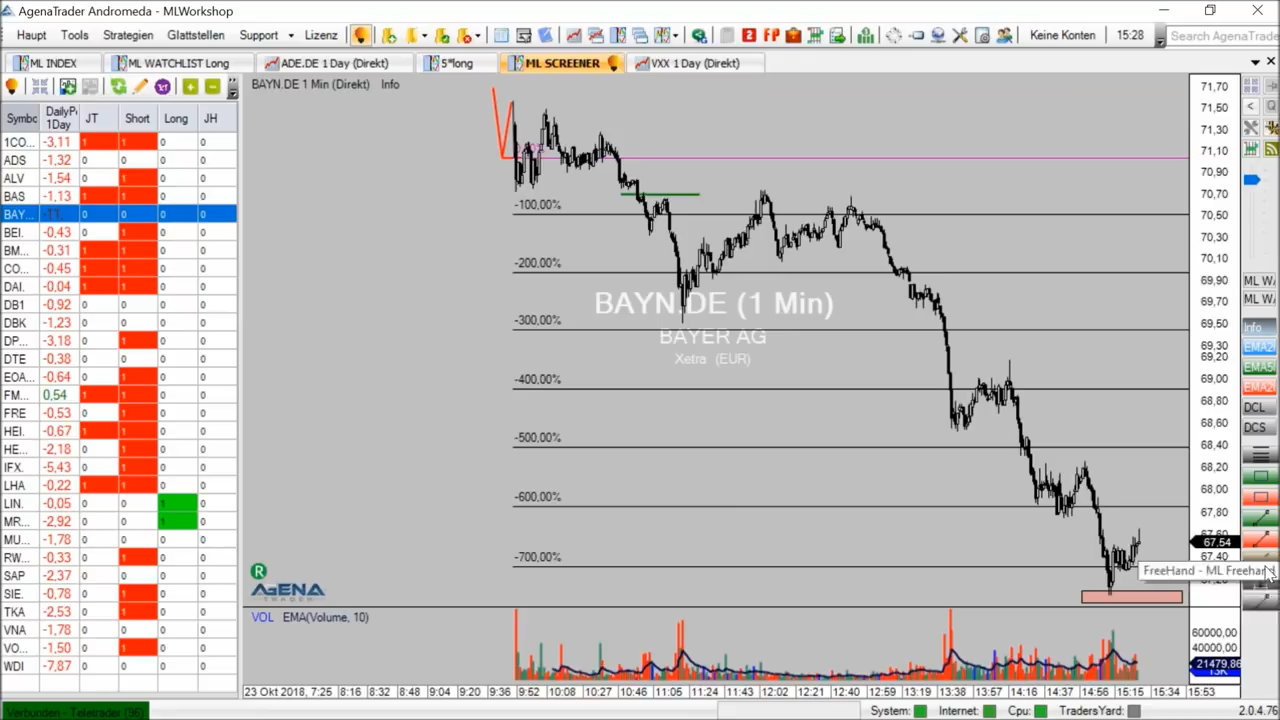 AgenaTrader Andromeda - MLWorkshop
Haupt Tools Strategien Glattstellen Support Lizenz Keine Konten 15:28 Search AgenaTrade
ML INDEX ML WATCHLIST Long ADE.DE 1 Day (Direkt) 5*long ML SCREENER VXX 1 Day (Direkt)
BAYN.DE 1 Min (Direkt) Info
Symbo DailyP 1Day JT Short Long JH
1CO... -3,11 1 1 0 0
ADS -1,32 0 0 0 0
ALV -1,54 0 1 0 0
BAS -1,13 1 1 0 0
BAY... -11, 0 0 0 0
BEI. -0,43 0 1 0 0
BM... -0,31 1 1 0 0
CO... -0,45 1 1 0 0
DAI. -0,04 1 1 0 0
DB1 -0,92 0 0 0 0
DBK -1,23 0 0 0 0
DP... -3,18 0 1 0 0
DTE -0,38 0 0 0 0
EOA... -0,64 0 1 0 0
FM... 0,54 1 1 0 0
FRE -0,53 0 1 0 0
HEI. -0,67 1 1 0 0
HE... -2,18 0 1 0 0
IFX. -5,43 0 1 0 0
LHA -0,22 1 1 0 0
LIN. -0,05 0 0 1 0
MR... -2,92 0 0 1 0
MU... -1,78 0 0 0 0
RW... -0,33 0 1 0 0
SAP -2,37 0 0 0 0
SIE. -0,78 0 1 0 0
TKA -2,53 0 1 0 0
VNA -1,78 0 0 0 0
VO... -1,50 0 1 0 0
WDI -7,87 0 0 0 0
-100,00%
-200,00%
-300,00%
-400,00%
-500,00%
-600,00%
-700,00%
BAYN.DE (1 Min)
BAYER AG
Xetra (EUR)
R
AGENA
TRADER
VOL EMA(Volume, 10)
71,70
71,50
71,30
71,10
70,90
70,70
70,50
70,30
70,10
69,90
69,70
69,50
69,30
69,20
69,00
68,80
68,60
68,40
68,20
68,00
67,80
67,54
67,40
FreeHand - ML Freehand
60000,00
40000,00
21479,86
ML WA
ML WA
Info
EMA2
EMA5
EMA2
DCL
DCS
23 Okt 2018, 7:25 8:16 8:32 8:48 9:04 9:20 9:36 9:52 10:08 10:27 10:46 11:05 11:24 11:43 12:02 12:21 12:40 12:59 13:19 13:38 13:57 14:16 14:37 14:56 15:15 15:34 15:53
Verbunden - Teletrader (96) System: Internet: Cpu: TradersYard: 2.0.4.76